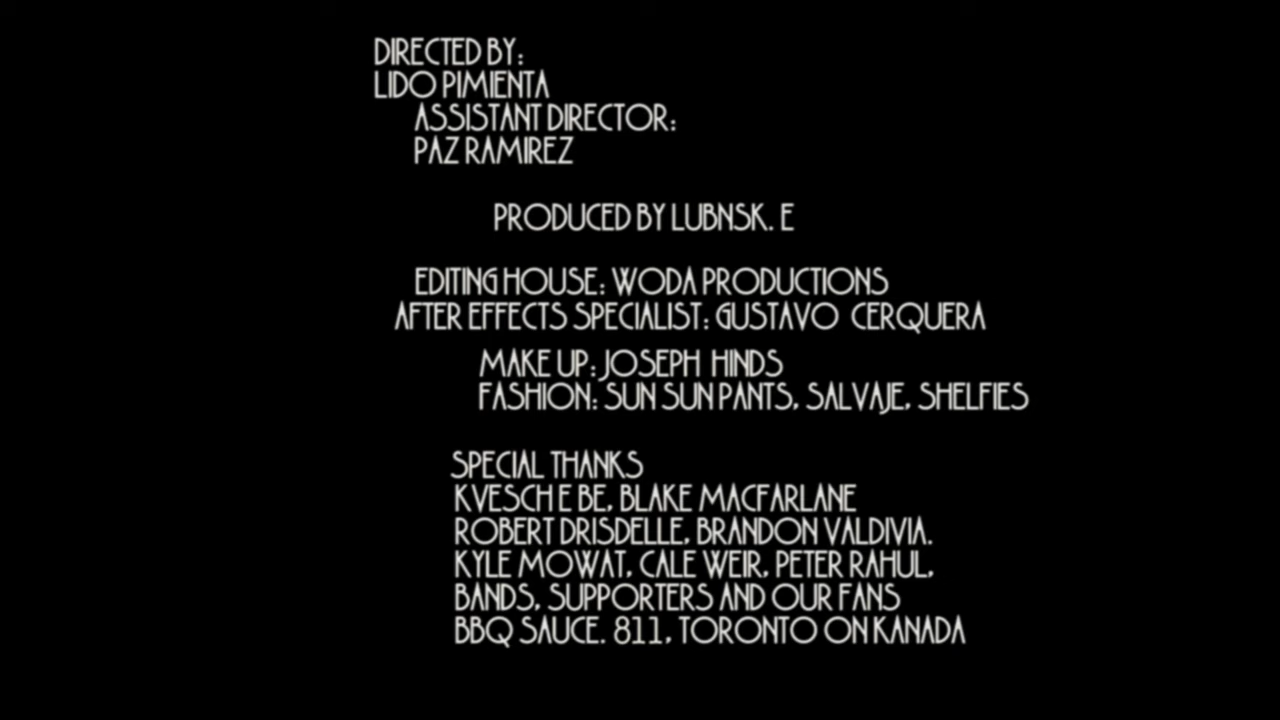 DIRECTED BY:
LIDO PIMIENTA
ASSISTANT DIRECTOR:
PAZ RAMIREZ
PRODUCED BY LUBNSK. E
EDITING HOUSE: WODA PRODUCTIONS
AFTER EFFECTS SPECIALIST: GUSTAVO CERQUERA
MAKE UP: JOSEPH HINDS
FASHION: SUN SUN PANTS, SALVAJE, SHELFIES
SPECIAL THANKS
KVESCH E BE, BLAKE MACFARLANE
ROBERT DRISDELLE, BRANDON VALDIVIA.
KYLE MOWAT, CALE WEIR, PETER RAHUL,
BANDS, SUPPORTERS AND OUR FANS
BBQ SAUCE. 811, TORONTO ON KANADA